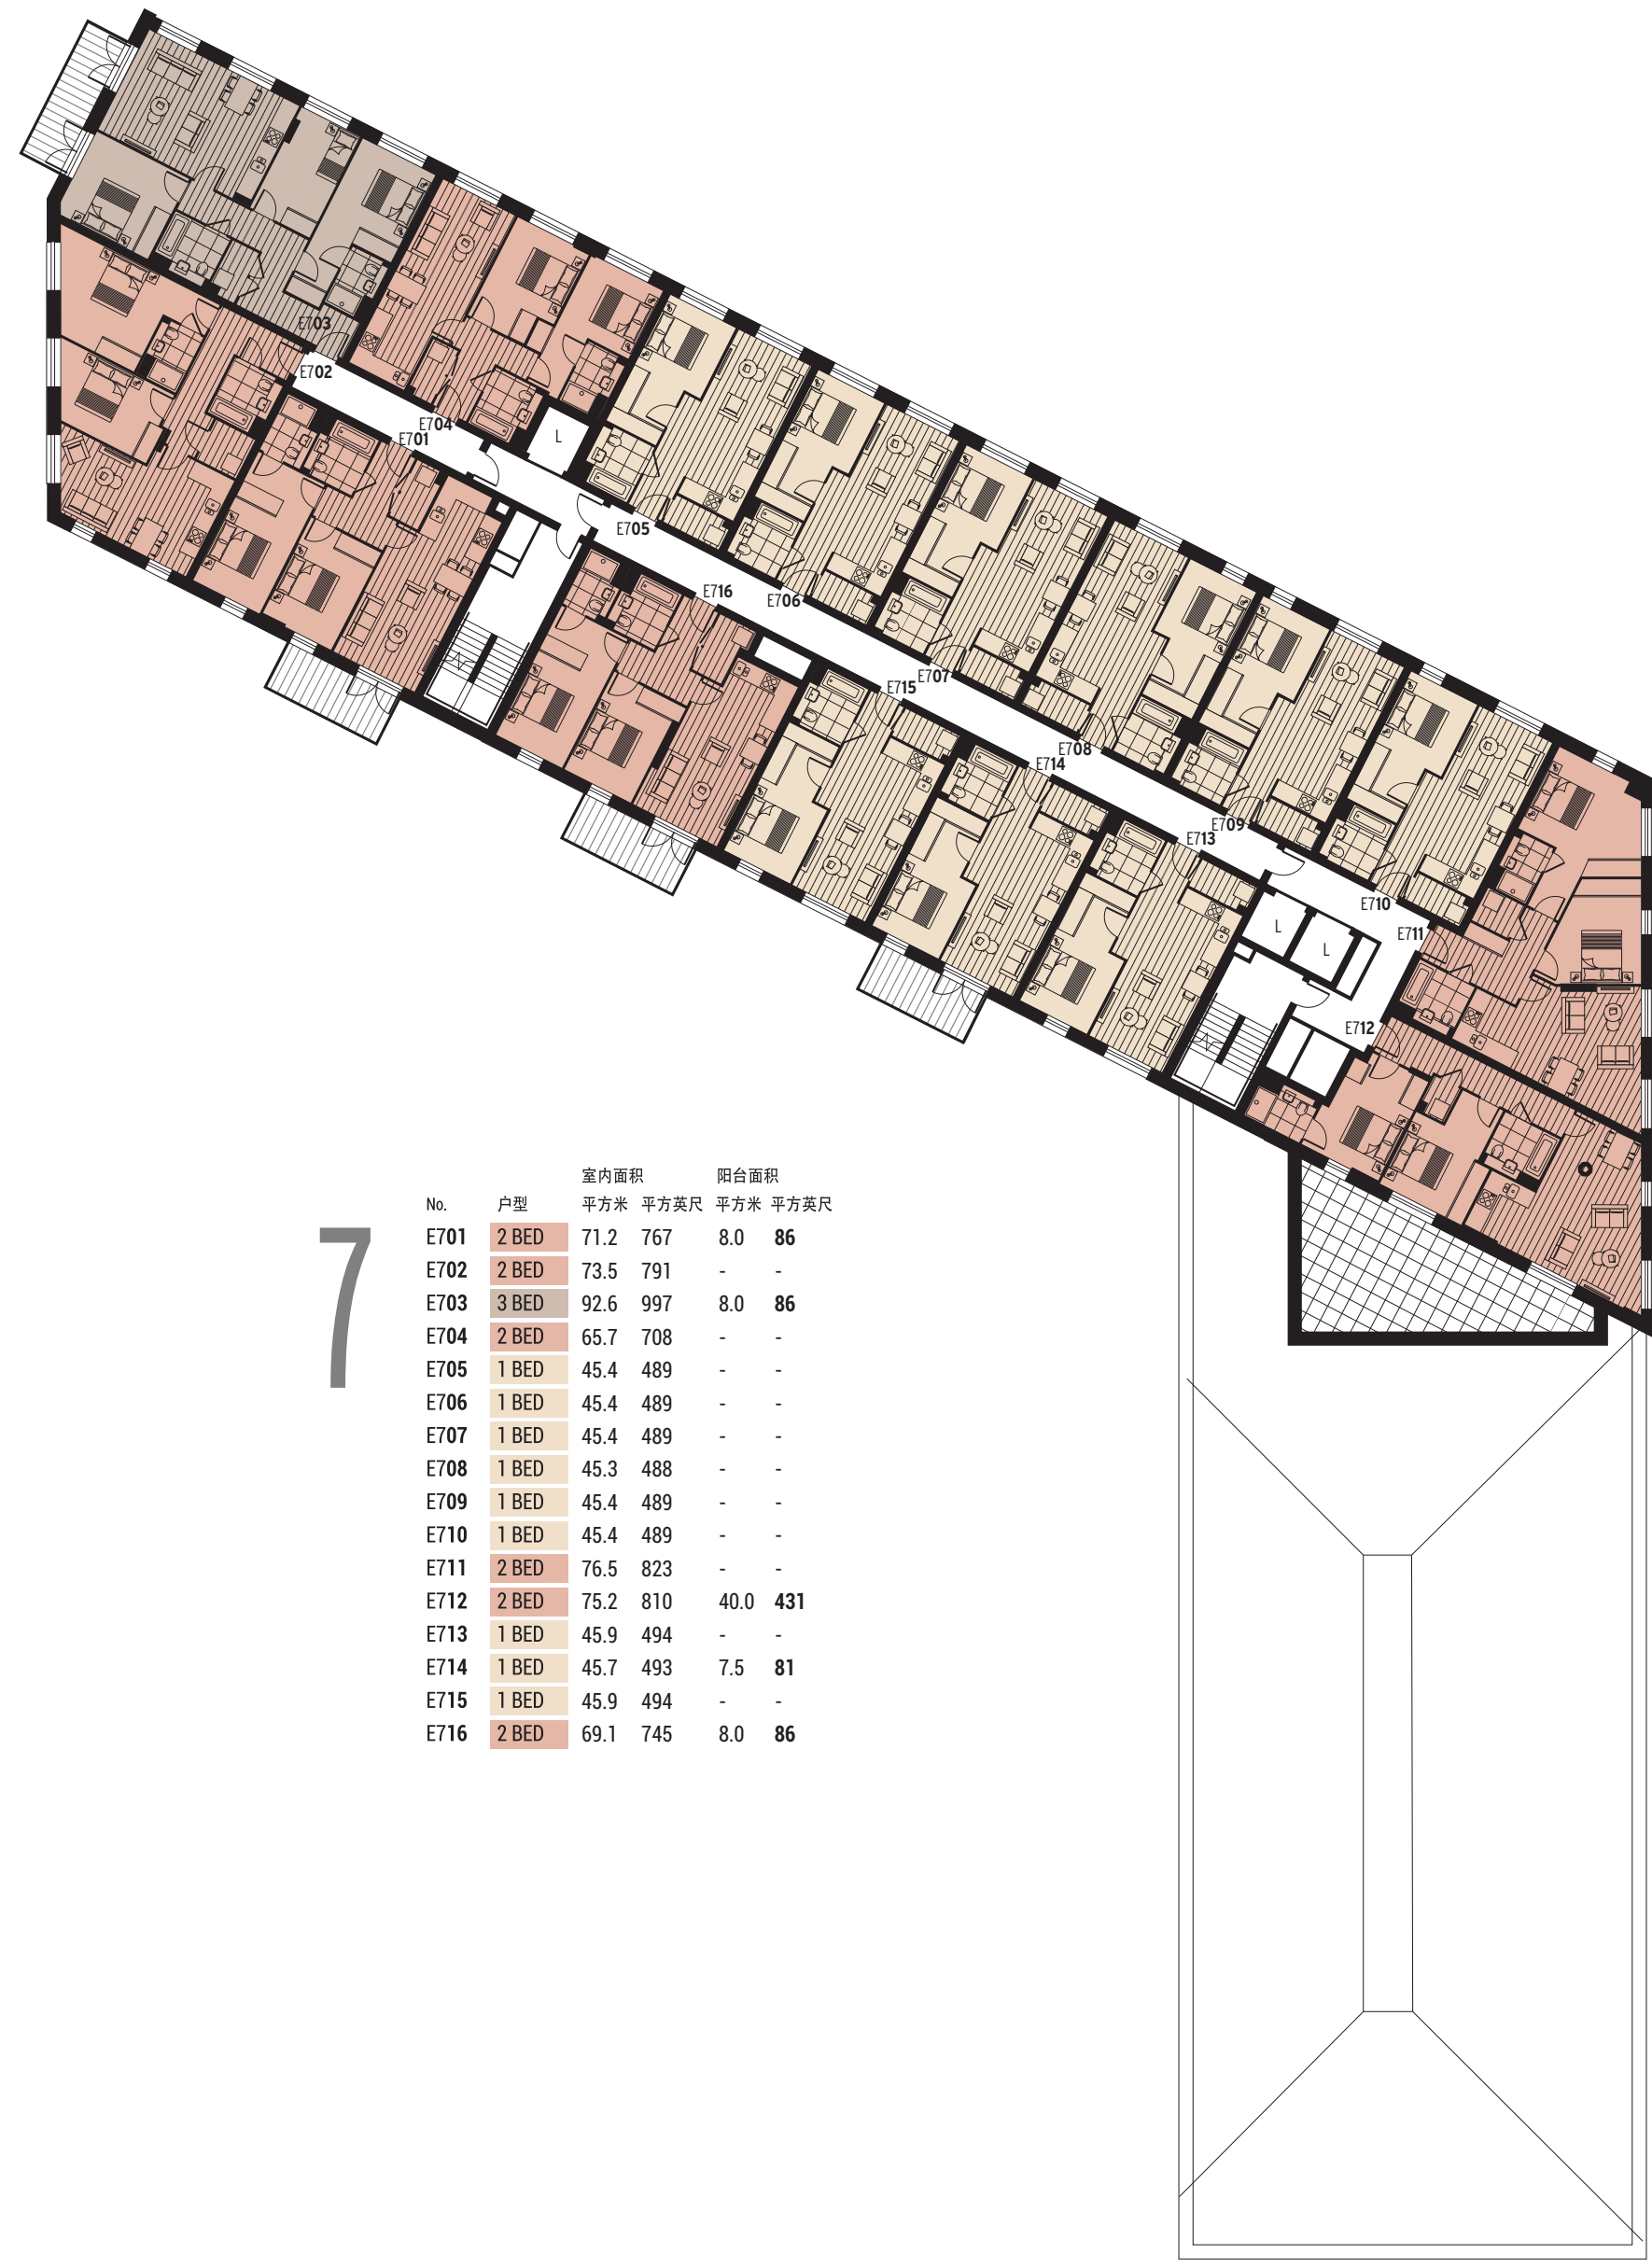 E703
E702
E704
E701
L
E705
E716
E706
E707
E715
E708
E714
E709
E713
E710
L
L
E711
E712
7
室内面积 阳台面积
No. 户型 平方米 平方英尺 平方米 平方英尺
E701 2 BED 71.2 767 8.0 86
E702 2 BED 73.5 791 - -
E703 3 BED 92.6 997 8.0 86
E704 2 BED 65.7 708 - -
E705 1 BED 45.4 489 - -
E706 1 BED 45.4 489 - -
E707 1 BED 45.4 489 - -
E708 1 BED 45.3 488 - -
E709 1 BED 45.4 489 - -
E710 1 BED 45.4 489 - -
E711 2 BED 76.5 823 - -
E712 2 BED 75.2 810 40.0 431
E713 1 BED 45.9 494 - -
E714 1 BED 45.7 493 7.5 81
E715 1 BED 45.9 494 - -
E716 2 BED 69.1 745 8.0 86